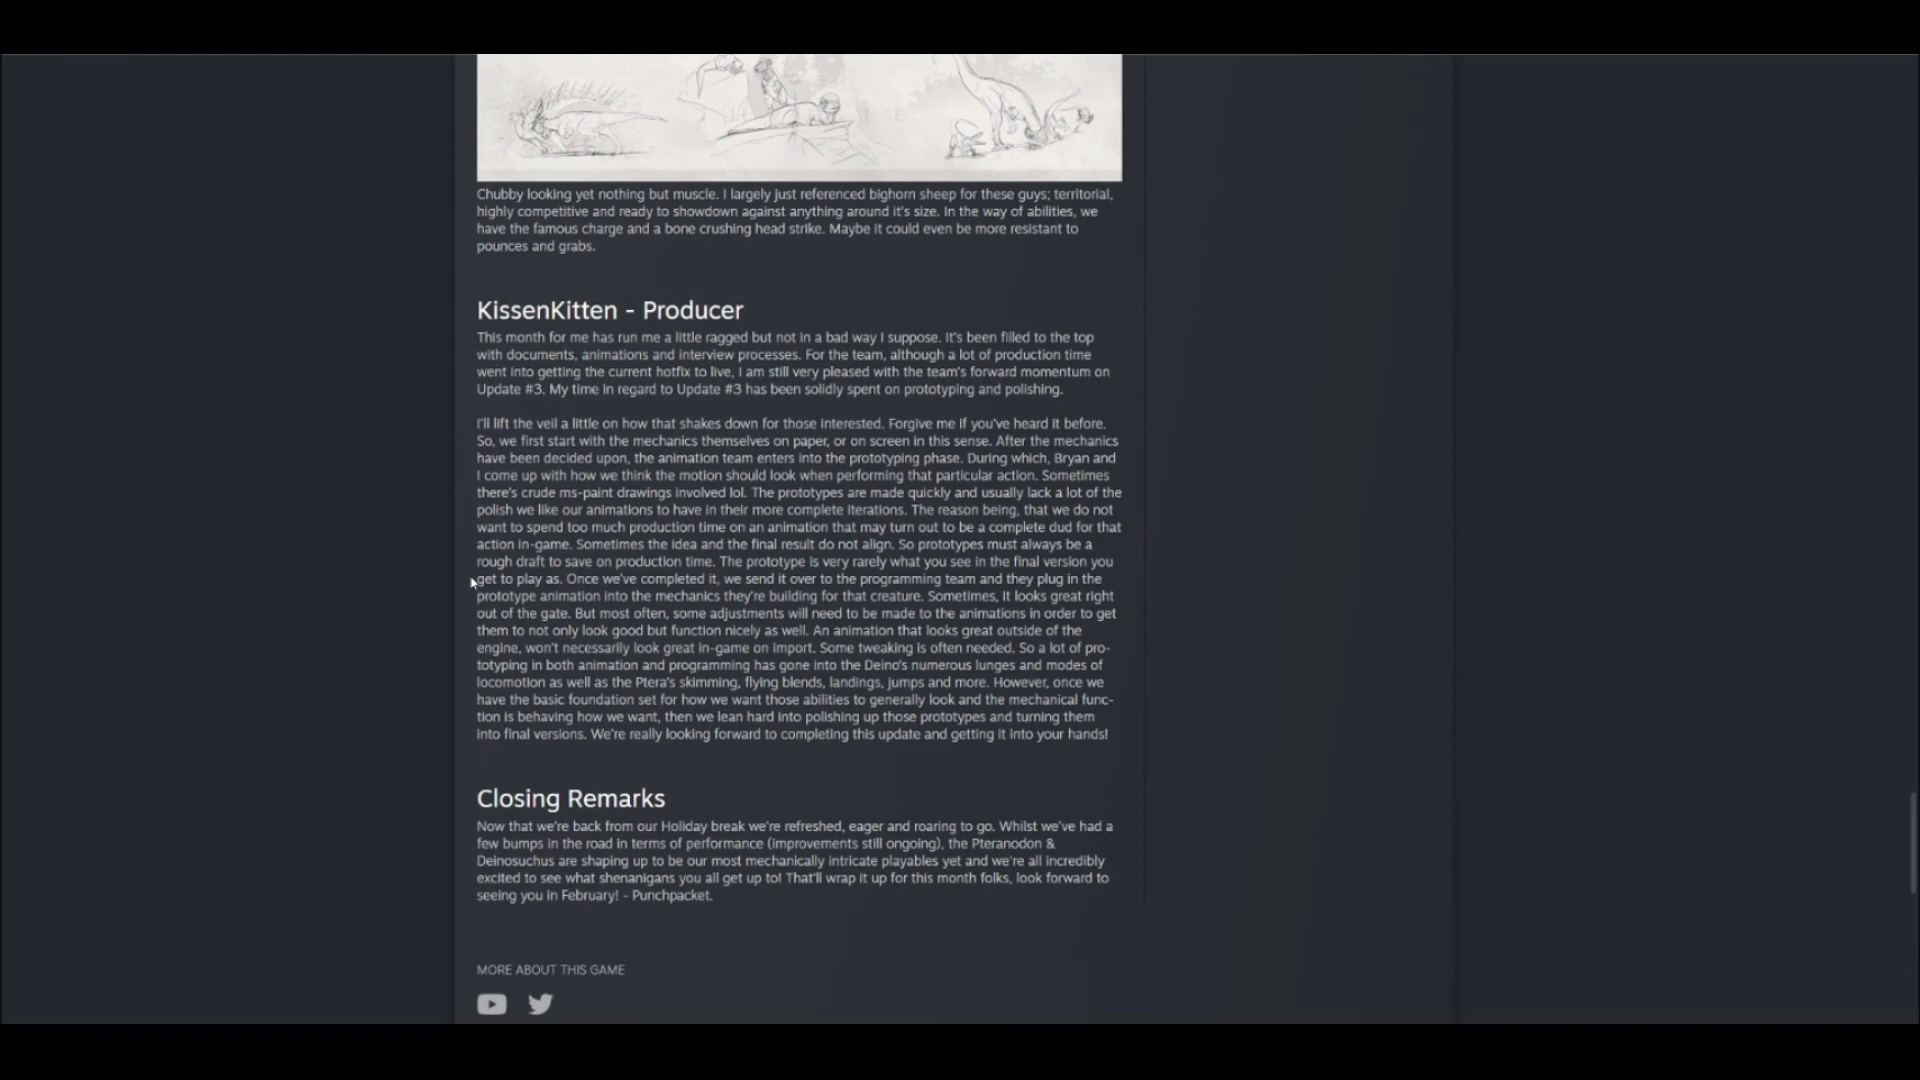 Chubby looking yet nothing but muscle. I largely just referenced bighorn sheep for these guys; territorial,
highly competitive and ready to showdown against anything around it's size. In the way of abilities, we
have the famous charge and a bone crushing head strike. Maybe it could even be more resistant to
pounces and grabs.
KissenKitten - Producer
This month for me has run me a little ragged but not in a bad way I suppose. It's been filled to the top
with documents, animations and interview processes. For the team, although a lot of production time
went into getting the current hotfix to live, I am still very pleased with the team's forward momentum on
Update #3. My time in regard to Update #3 has been solidly spent on prototyping and polishing.
I'll lift the veil a little on how that shakes down for those interested. Forgive me if you've heard it before.
So, we first start with the mechanics themselves on paper, or on screen in this sense. After the mechanics
have been decided upon, the animation team enters into the prototyping phase. During which, Bryan and
I come up with how we think the motion should look when performing that particular action. Sometimes
there's crude ms-paint drawings involved lol. The prototypes are made quickly and usually lack a lot of the
polish we like our animations to have in their more complete iterations. The reason being, that we do not
want to spend too much production time on an animation that may turn out to be a complete dud for that
action in-game. Sometimes the idea and the final result do not align. So prototypes must always be a
rough draft to save on production time. The prototype is very rarely what you see in the final version you
get to play as. Once we've completed it, we send it over to the programming team and they plug in the
prototype animation into the mechanics they're building for that creature. Sometimes, it looks great right
out of the gate. But most often, some adjustments will need to be made to the animations in order to get
them to not only look good but function nicely as well. An animation that looks great outside of the
engine, won't necessarily look great in-game on import. Some tweaking is often needed. So a lot of pro-
totyping in both animation and programming has gone into the Deino's numerous lunges and modes of
locomotion as well as the Ptera's skimming, flying blends, landings, jumps and more. However, once we
have the basic foundation set for how we want those abilities to generally look and the mechanical func-
tion is behaving how we want, then we lean hard into polishing up those prototypes and turning them
into final versions. We're really looking forward to completing this update and getting it into your hands!
Closing Remarks
Now that we're back from our Holiday break we're refreshed, eager and roaring to go. Whilst we've had a
few bumps in the road in terms of performance (improvements still ongoing), the Pteranodon &
Deinosuchus are shaping up to be our most mechanically intricate playables yet and we're all incredibly
excited to see what shenanigans you all get up to! That'll wrap it up for this month folks, look forward to
seeing you in February! - Punchpacket.
MORE ABOUT THIS GAME